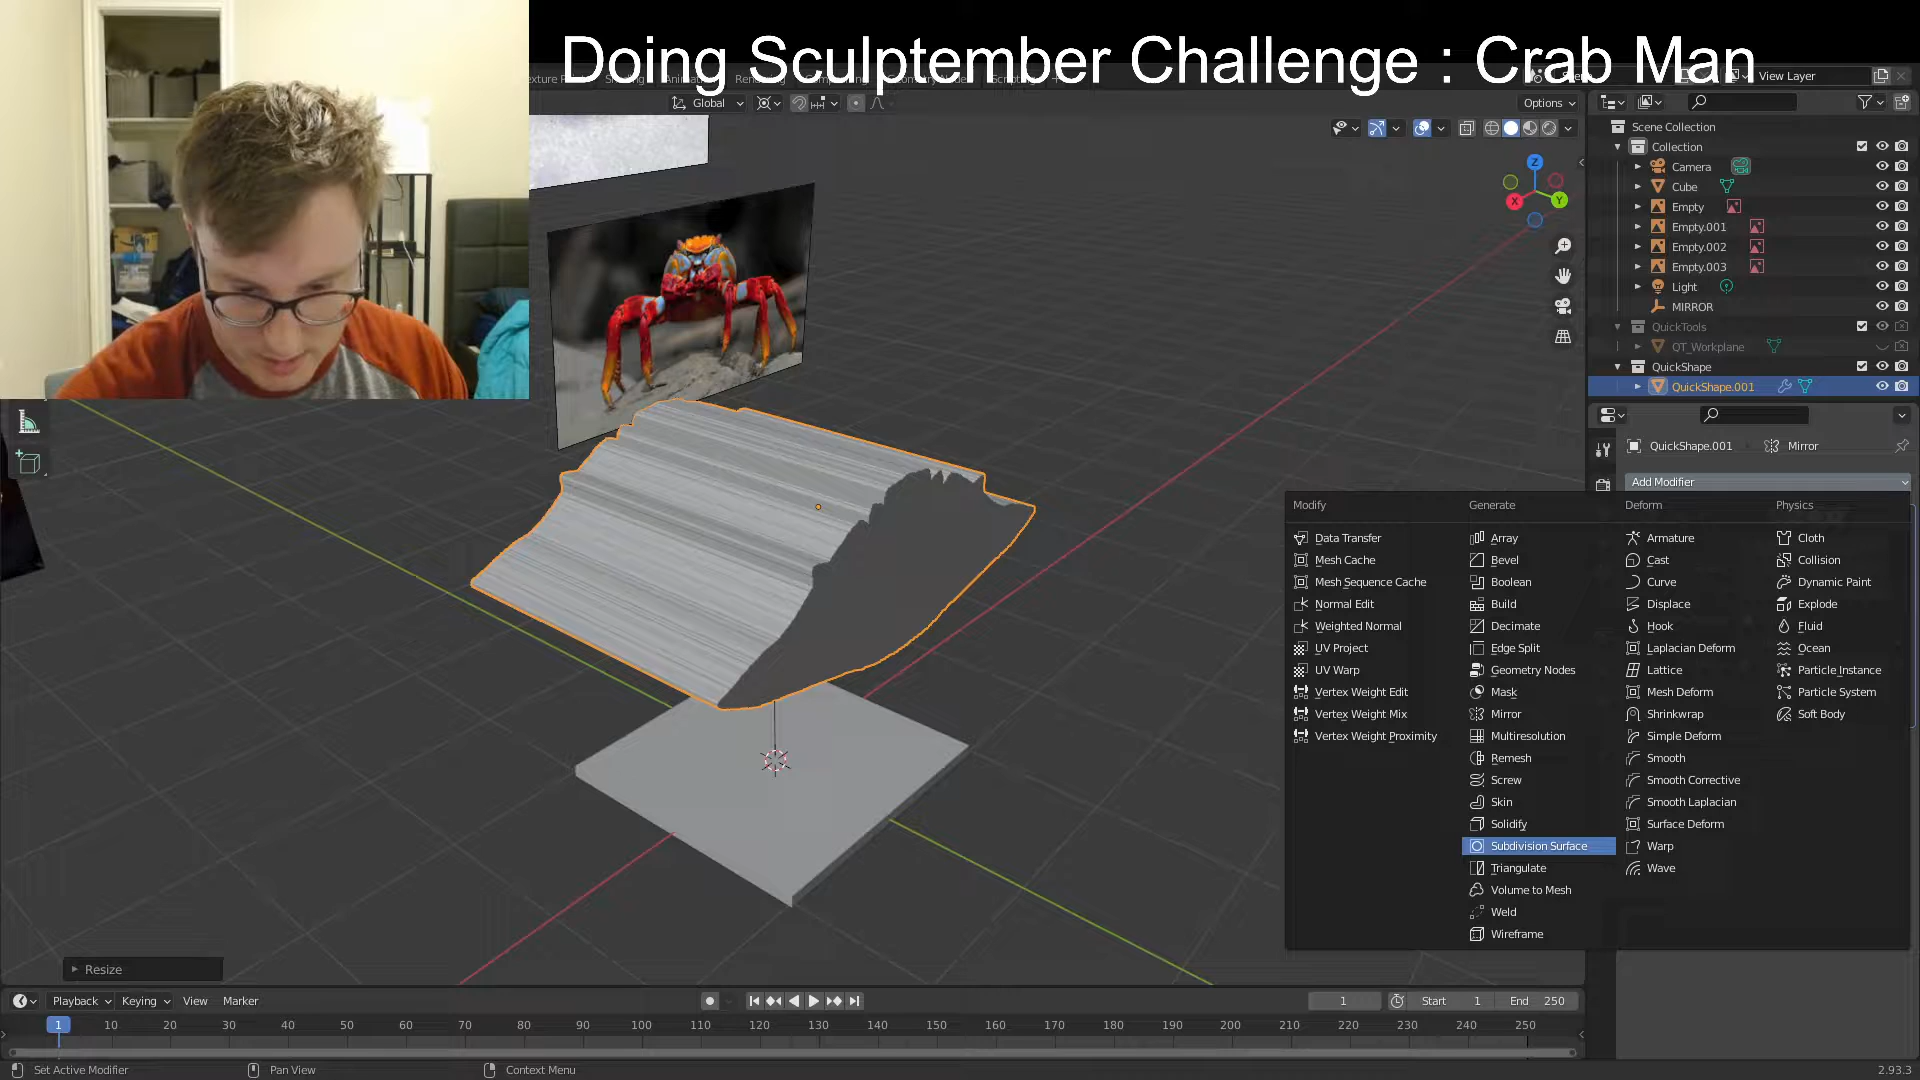 Doing Sculptember Challenge : Crab Man
View Layer
Global
Options
Scene Collection
Collection
Camera
Cube
Empty
Empty.001
Empty.002
Empty.003
Light
MIRROR
QuickTools
QT_Workplane
QuickShape
QuickShape.001
QuickShape.001 Mirror
Add Modifier
Modify
Data Transfer
Mesh Cache
Mesh Sequence Cache
Normal Edit
Weighted Normal
UV Project
UV Warp
Vertex Weight Edit
Vertex Weight Mix
Vertex Weight Proximity
Generate
Array
Bevel
Boolean
Build
Decimate
Edge Split
Geometry Nodes
Mask
Mirror
Multiresolution
Remesh
Screw
Skin
Solidify
Subdivision Surface
Triangulate
Volume to Mesh
Weld
Wireframe
Deform
Armature
Cast
Curve
Displace
Hook
Laplacian Deform
Lattice
Mesh Deform
Shrinkwrap
Simple Deform
Smooth
Smooth Corrective
Smooth Laplacian
Surface Deform
Warp
Wave
Physics
Cloth
Collision
Dynamic Paint
Explode
Fluid
Ocean
Particle Instance
Particle System
Soft Body
Z
X
Y
Resize
Playback Keying View Marker
1 Start 1 End 250
1 10 20 30 40 50 60 70 80 90 100 110 120 130 140 150 160 170 180 190 200 210 220 230 240 250
Set Active Modifier Pan View Context Menu 2.93.3